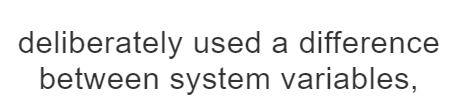 deliberately used a difference
between system variables,